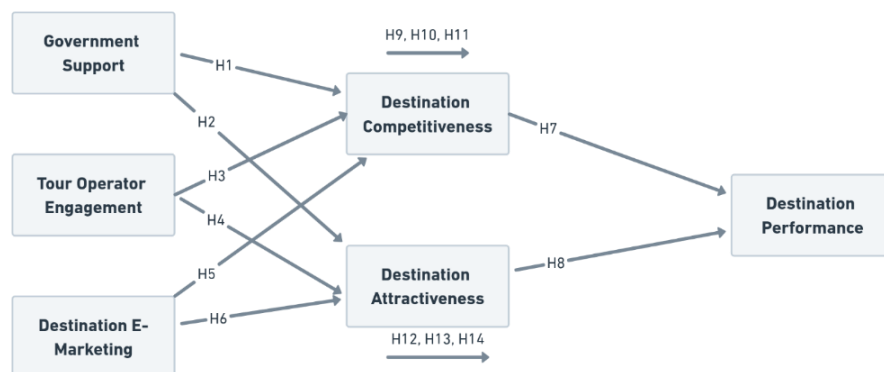 Government
Support
H1
H2
H9, H10, H11
Destination
Competitiveness
H7
Tour Operator
Engagement
H3
H4
Destination
Performance
H5
Destination
Attractiveness
H8
Destination E-
Marketing
H6
H12, H13, H14